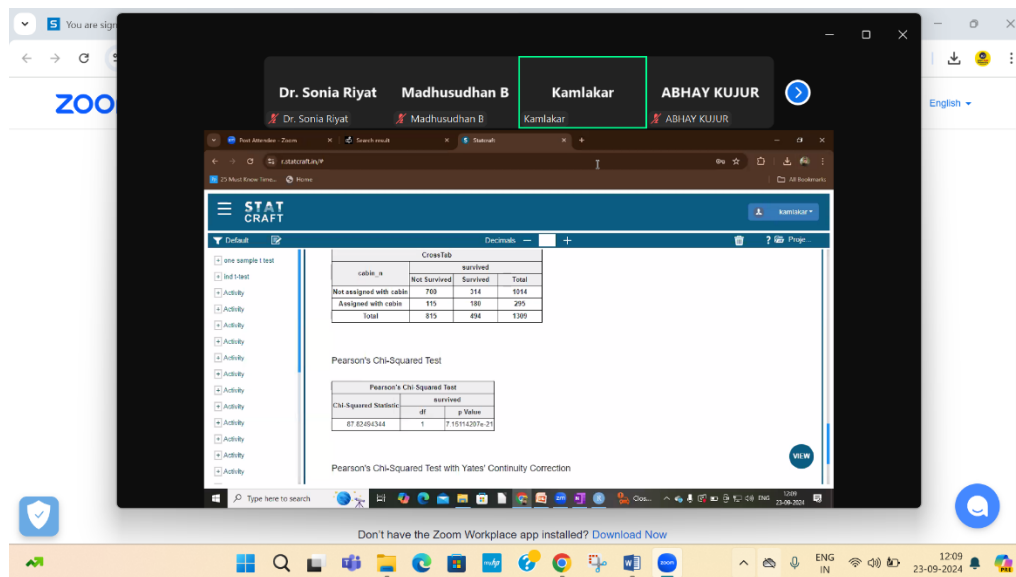 You are sign
ZOO
English
Dr. Sonia Riyat
Madhusudhan B
Kamlakar
ABHAY KUJUR
Dr. Sonia Riyat
Madhusudhan B
Kamlakar
ABHAY KUJUR
Post Attendee - Zoom
Search result
Statcraft
r.statcraft.in/#
25 Must Know Time...
Home
All Bookmarks
STAT
CRAFT
kamlakar
Default
Decimals
? Proje...
one sample t test
Ind t-test
Activity
Activity
Activity
Activity
Activity
Activity
Activity
Activity
Activity
Activity
Activity
Activity
CrossTab
cabin_n
survived
Not Survived Survived Total
Not assigned with cabin 700 314 1014
Assigned with cabin 115 180 295
Total 815 494 1309
Pearson's Chi-Squared Test
Pearson's Chi Squared Test
Chi-Squared Statistic
survived
df p Value
87.82494344 1 7.15114207e-21
Pearson's Chi-Squared Test with Yates' Continuity Correction
VIEW
Type here to search
ENG
12:09
23-09-2024
Don't have the Zoom Workplace app installed? Download Now
ENG
IN
12:09
23-09-2024